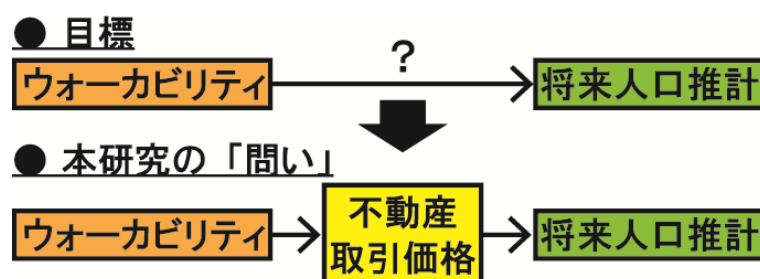 ● 目標
ウォーカビリティ ? 将来人口推計
● 本研究の「問い」
ウォーカビリティ 不動産 将来人口推計
取引価格